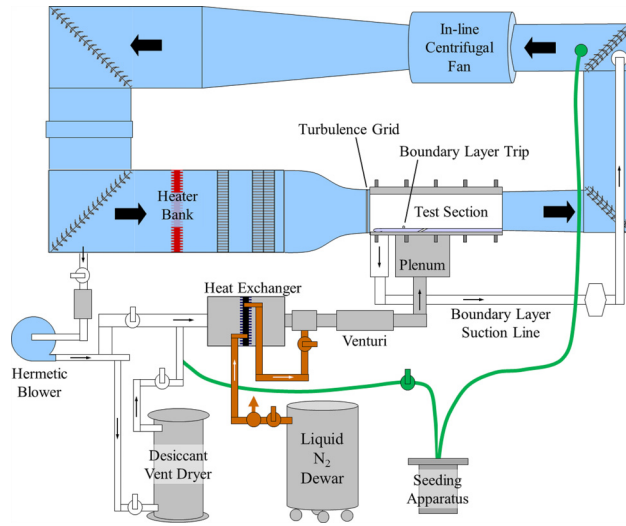 In-line
Centrifugal
Fan
Turbulence Grid
Boundary Layer Trip
Heater
Bank
Test Section
Plenum
Heat Exchanger
Venturi
Boundary Layer
Suction Line
Hermetic
Blower
Desiccant
Vent Dryer
Liquid
N₂
Dewar
Seeding
Apparatus